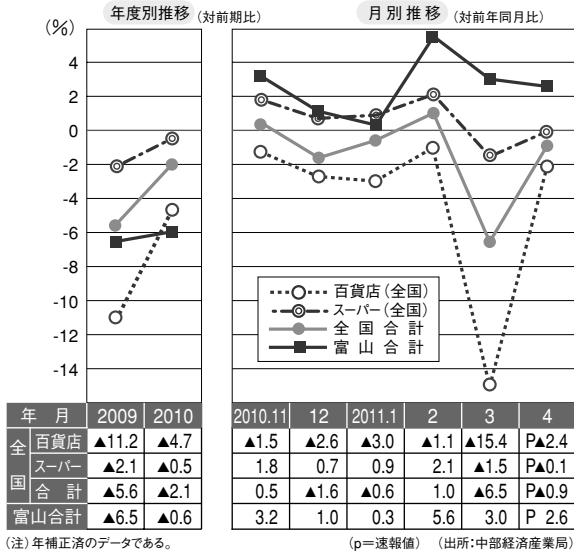 年度別推移 (対前期比)
月別推移 (対前年同月比)
(%)
4
2
0
-2
-4
-6
-8
-10
-12
-14
百貨店(全国)
スーパー(全国)
全国合計
富山合計
年 月 2009 2010 2010.11 12 2011.1 2 3 4
全国 百貨店 ▲11.2 ▲4.7 ▲1.5 ▲2.6 ▲3.0 ▲1.1 ▲15.4 P▲2.4
スーパー ▲2.1 ▲0.5 1.8 0.7 0.9 2.1 ▲1.5 P▲0.1
合 計 ▲5.6 ▲2.1 0.5 ▲1.6 ▲0.6 1.0 ▲6.5 P▲0.9
富山合計 ▲6.5 ▲0.6 3.2 1.0 0.3 5.6 3.0 P 2.6
(注)年補正済のデータである。 (p=速報値) (出所:中部経済産業局)